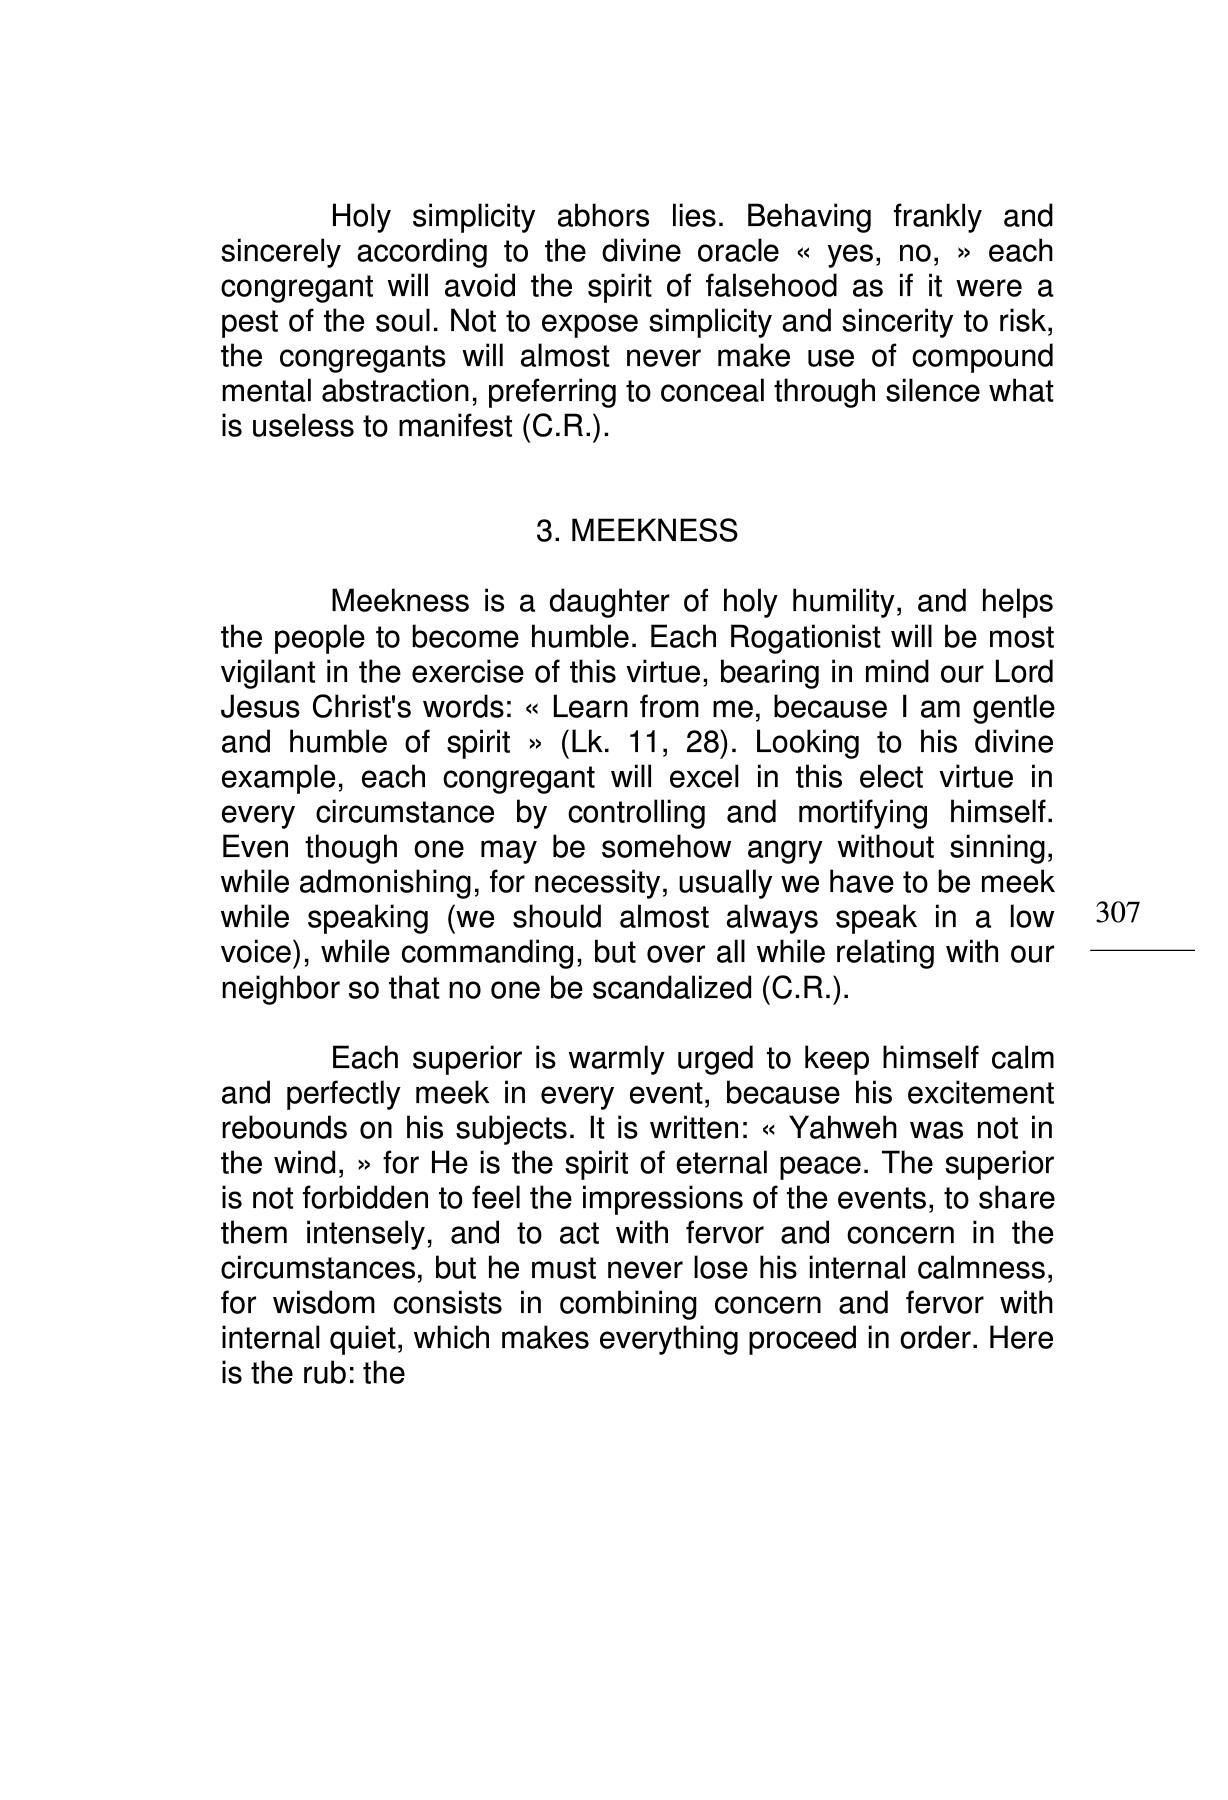 Holy simplicity abhors lies. Behaving frankly and
sincerely according to the divine oracle « yes, no, » each
congregant will avoid the spirit of falsehood as if it were a
pest of the soul. Not to expose simplicity and sincerity to risk,
the congregants will almost never make use of compound
mental abstraction, preferring to conceal through silence what
is useless to manifest (C.R.).
3. MEEKNESS
Meekness is a daughter of holy humility, and helps
the people to become humble. Each Rogationist will be most
vigilant in the exercise of this virtue, bearing in mind our Lord
Jesus Christ's words: « Learn from me, because I am gentle
and humble of spirit » (Lk. 11, 28). Looking to his divine
example, each congregant will excel in this elect virtue in
every circumstance by controlling and mortifying himself.
Even though one may be somehow angry without sinning,
while admonishing, for necessity, usually we have to be meek
while speaking (we should almost always speak in a low
voice), while commanding, but over all while relating with our
neighbor so that no one be scandalized (C.R.).
307
Each superior is warmly urged to keep himself calm
and perfectly meek in every event, because his excitement
rebounds on his subjects. It is written: « Yahweh was not in
the wind, » for He is the spirit of eternal peace. The superior
is not forbidden to feel the impressions of the events, to share
them intensely, and to act with fervor and concern in the
circumstances, but he must never lose his internal calmness,
for wisdom consists in combining concern and fervor with
internal quiet, which makes everything proceed in order. Here
is the rub: the